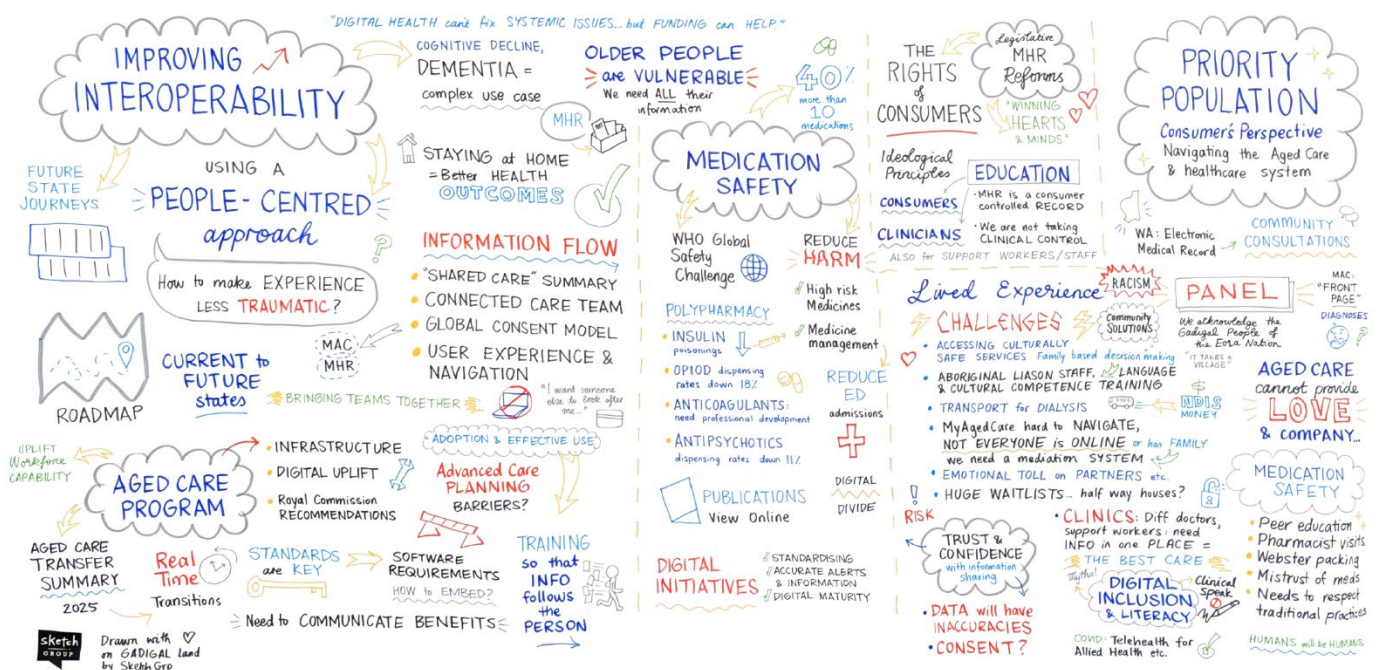 "DIGITAL HEALTH can't fix SYSTEMIC ISSUES... but FUNDING can HELP."
IMPROVING
INTEROPERABILITY
USING A
PEOPLE-CENTRED
approach
How to make EXPERIENCE
LESS TRAUMATIC?
FUTURE
STATE
JOURNEYS
ROADMAP
CURRENT to
FUTURE
states
MAC
MHR
BRINGING TEAMS TOGETHER
COGNITIVE DECLINE,
DEMENTIA =
complex use case
MHR
STAYING at HOME
= Better HEALTH
OUTCOMES
INFORMATION FLOW
• "SHARED CARE" SUMMARY
• CONNECTED CARE TEAM
• GLOBAL CONSENT MODEL
• USER EXPERIENCE &
NAVIGATION
"I want someone
else to look after
me..."
ADOPTION & EFFECTIVE USE
UPLIFT
Workforce
CAPABILITY
AGED CARE
PROGRAM
• INFRASTRUCTURE
• DIGITAL UPLIFT
• Royal Commission
RECOMMENDATIONS
Advanced Care
PLANNING
BARRIERS?
AGED CARE
TRANSFER
SUMMARY
2025
Real
Time
Transitions
STANDARDS
are KEY
SOFTWARE
REQUIREMENTS
HOW to EMBED?
Need to COMMUNICATE BENEFITS
TRAINING
so that
INFO
follows
the
PERSON
Sketch
GROUP
Drawn with
on GADIGAL land
by Sketch Grp
OLDER PEOPLE
are VULNERABLE
We need ALL their
information
40%
more than
10
medications
MEDICATION
SAFETY
WHO Global
Safety
Challenge
REDUCE
HARM
High risk
Medicines
Medicine
management
POLYPHARMACY
• INSULIN
poisonings
• OPIOD dispensing
rates down 18%
• ANTICOAGULANTS:
need professional development
• ANTIPSYCHOTICS
dispensing rates down 11%
REDUCE
ED
admissions
PUBLICATIONS
View Online
DIGITAL
DIVIDE
DIGITAL
INITIATIVES
STANDARDISING
ACCURATE ALERTS
& INFORMATION
DIGITAL MATURITY
THE
RIGHTS
of
CONSUMERS
Legislative
MHR
Reforms
"WINNING
HEARTS
& MINDS"
Ideological
Principles
CONSUMERS
CLINICIANS
EDUCATION
• MHR is a consumer
controlled RECORD
• We are not taking
CLINICAL CONTROL
ALSO for SUPPORT WORKERS/STAFF
PRIORITY
POPULATION
Consumer's Perspective
Navigating the Aged Care
& healthcare system
WA: Electronic
Medical Record
COMMUNITY
CONSULTATIONS
Lived Experience
CHALLENGES
RACISM
Community
SOLUTIONS
PANEL
We acknowledge the
Gadigal People of
the Eora Nation
MAC:
"FRONT
PAGE"
DIAGNOSES
• ACCESSING CULTURALLY
SAFE SERVICES Family based decision making
"IT TAKES a
VILLAGE"
• ABORIGINAL LIASON STAFF, LANGUAGE
& CULTURAL COMPETENCE TRAINING
• TRANSPORT for DIALYSIS
NDIS
MONEY
• MyAgedCare hard to NAVIGATE,
NOT EVERYONE is ONLINE or has FAMILY
we need a mediation SYSTEM
• EMOTIONAL TOLL on PARTNERS etc.
• HUGE WAITLISTS... half way houses?
AGED CARE
cannot provide
LOVE
& COMPANY...
RISK
TRUST &
CONFIDENCE
with information
sharing
• DATA will have
INACCURACIES
• CONSENT?
• CLINICS: Diff doctors,
support workers: need
INFO in one PLACE =
THE BEST CARE
Myths!
DIGITAL
INCLUSION
& LITERACY
Clinical
Speak
COVID: Telehealth for
Allied Health etc.
MEDICATION
SAFETY
• Peer education
• Pharmacist visits
• Webster packing
• Mistrust of meds
• Needs to respect
traditional practices
HUMANS will be HUMANS